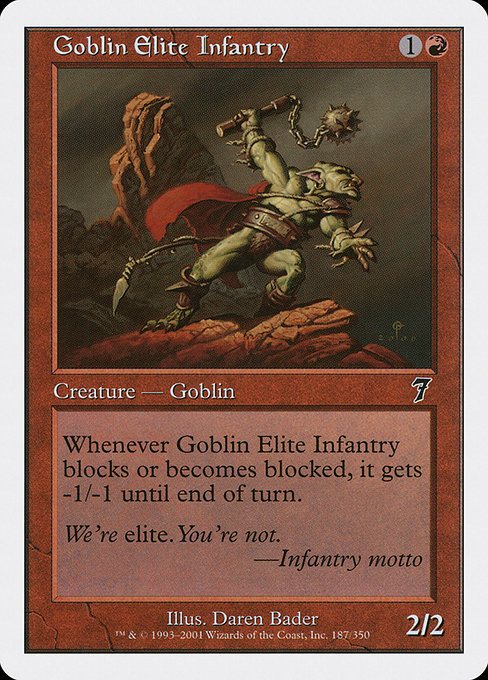 Goblin Elite Infantry 1
2000
Creature — Goblin 7
Whenever Goblin Elite Infantry
blocks or becomes blocked, it gets
-1/-1 until end of turn.
We're elite. You're not.
—Infantry motto
Illus. Daren Bader
™ & © 1993–2001 Wizards of the Coast, Inc. 187/350
2/2